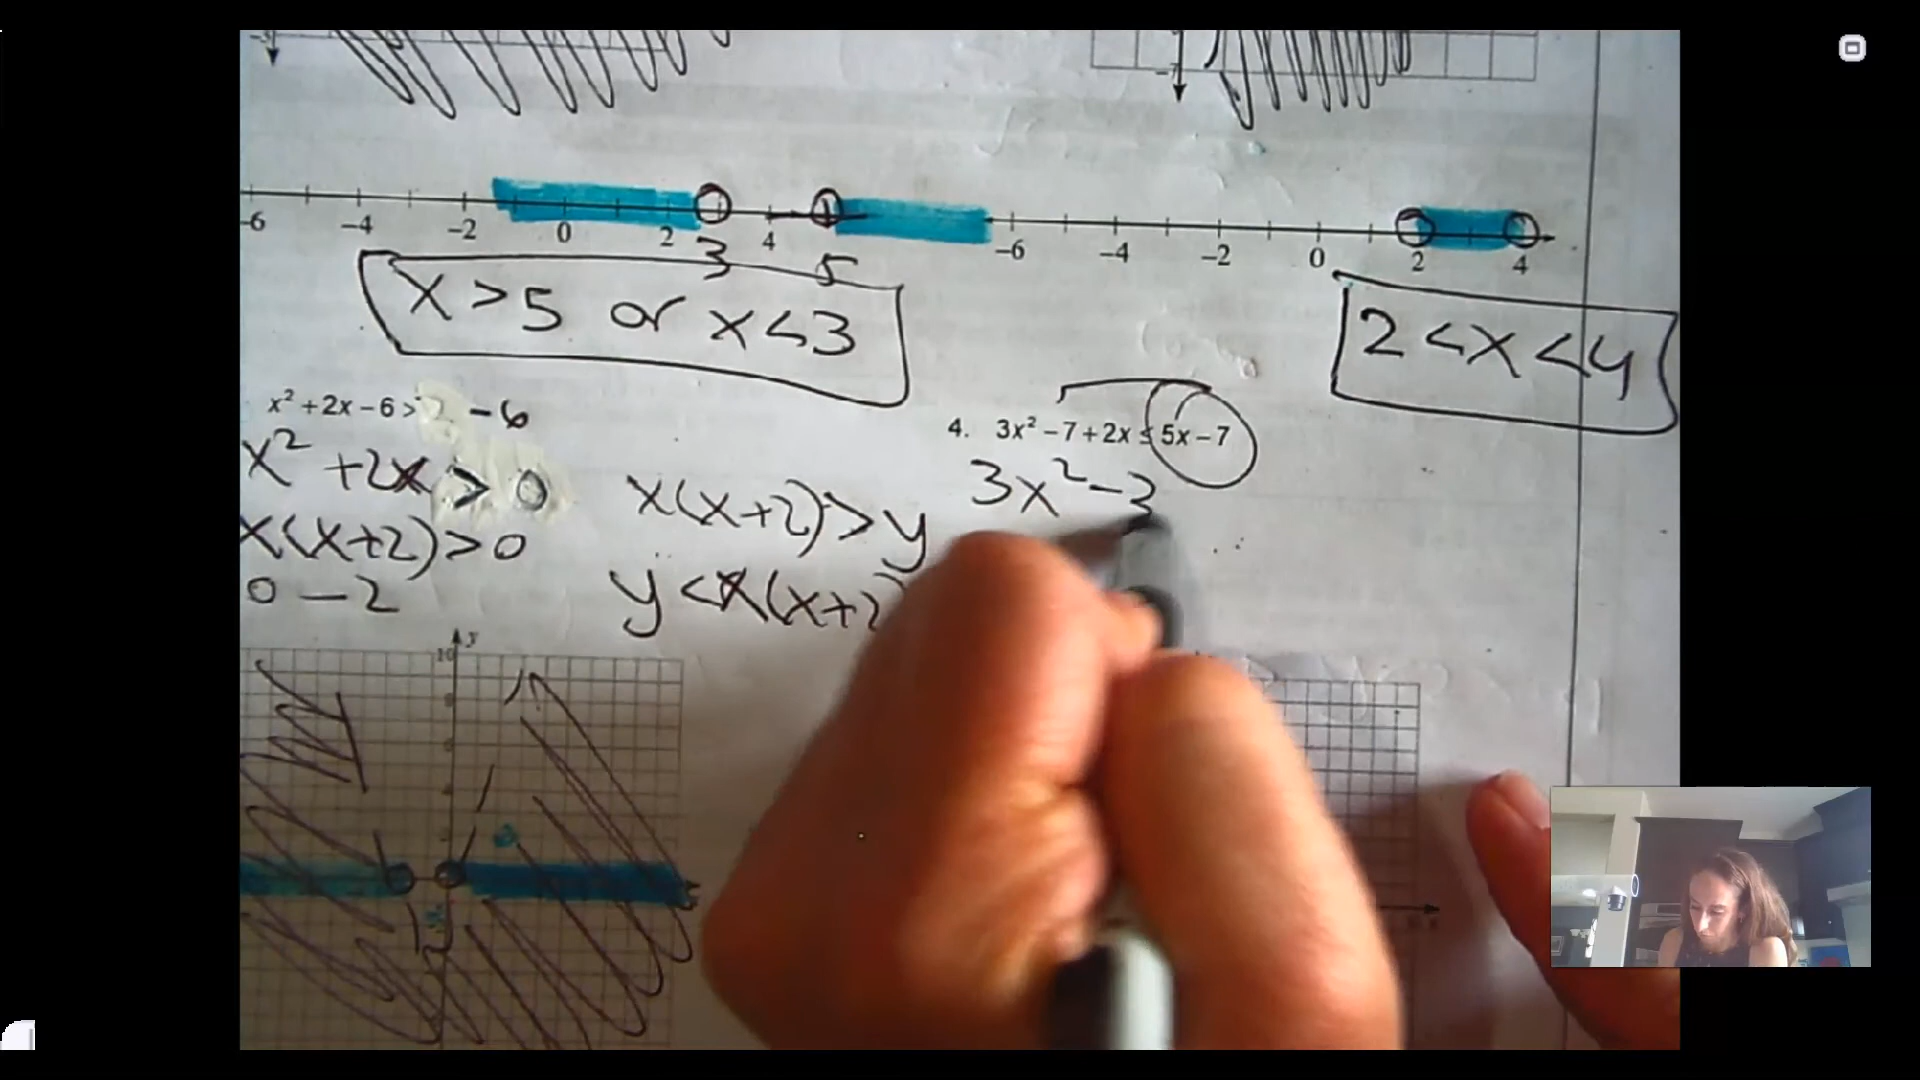 -6 -4 -2 0 2 4
3 5
x > 5 or x < 3
-6 -4 -2 0 2 4
2 < x < 4
x² + 2x - 6 > - 6
x² + 2x > 0
x(x+2) > 0
0 - 2
x(x+2) > y
y < x(x+2)
10 y
-2
4. 3x² - 7 + 2x ≤ 5x - 7
3x² - 3